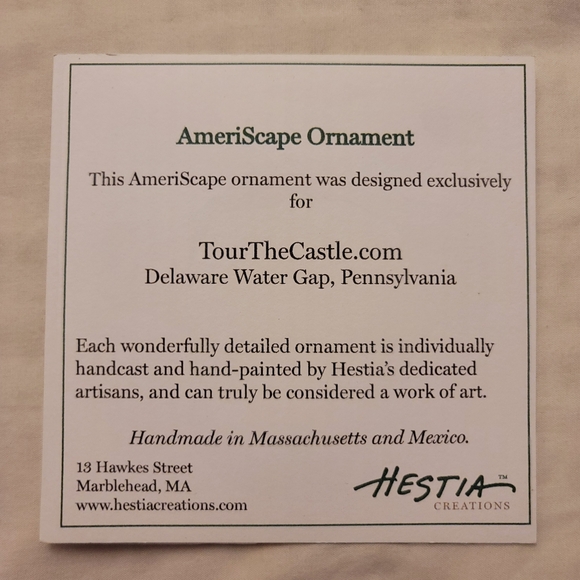 AmeriScape Ornament
This AmeriScape ornament was designed exclusively
for
TourTheCastle.com
Delaware Water Gap, Pennsylvania
Each wonderfully detailed ornament is individually
handcast and hand-painted by Hestia's dedicated
artisans, and can truly be considered a work of art.
Handmade in Massachusetts and Mexico.
13 Hawkes Street
Marblehead, MA
www.hestiacreations.com
HESTIA™
CREATIONS